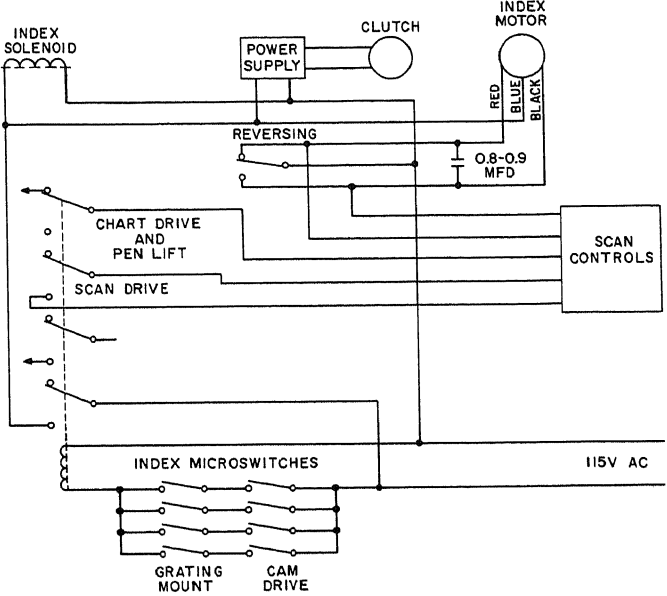 INDEX
SOLENOID
POWER
SUPPLY
CLUTCH
INDEX
MOTOR
RED
BLUE
BLACK
REVERSING
0.8-0.9
MFD
CHART DRIVE
AND
PEN LIFT
SCAN DRIVE
SCAN
CONTROLS
INDEX MICROSWITCHES
115V AC
GRATING
MOUNT
CAM
DRIVE